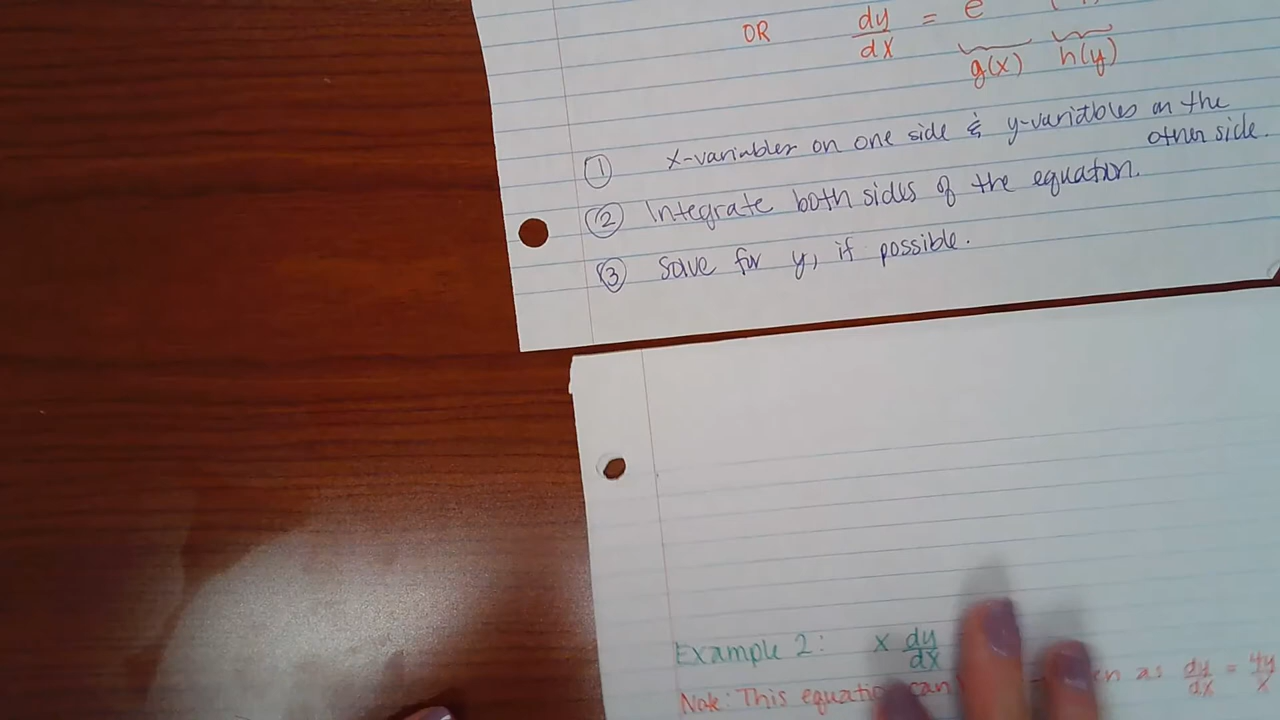 OR dy/dx = e
g(x) h(y)
① x-variables on one side & y-variables on the
other side.
② Integrate both sides of the equation.
③ Solve for y, if possible.
Example 2: x dy/dx
Note: This equation can as dy/dx = 4y/x